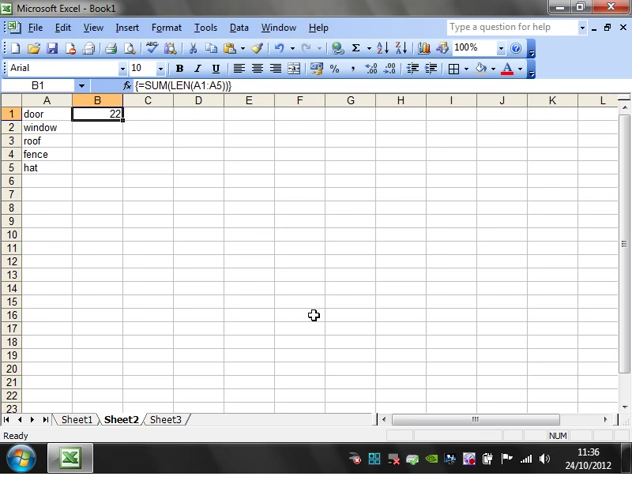 Microsoft Excel - Book1
File Edit View Insert Format Tools Data Window Help
Type a question for help
100%
Arial 10 B I U
B1 fx {=SUM(LEN(A1:A5))}
A B C D E F G H I J K L
1 door 22
2 window
3 roof
4 fence
5 hat
6
7
8
9
10
11
12
13
14
15
16
17
18
19
20
21
22
23
Sheet1 Sheet2 Sheet3
Ready NUM
11:36
24/10/2012